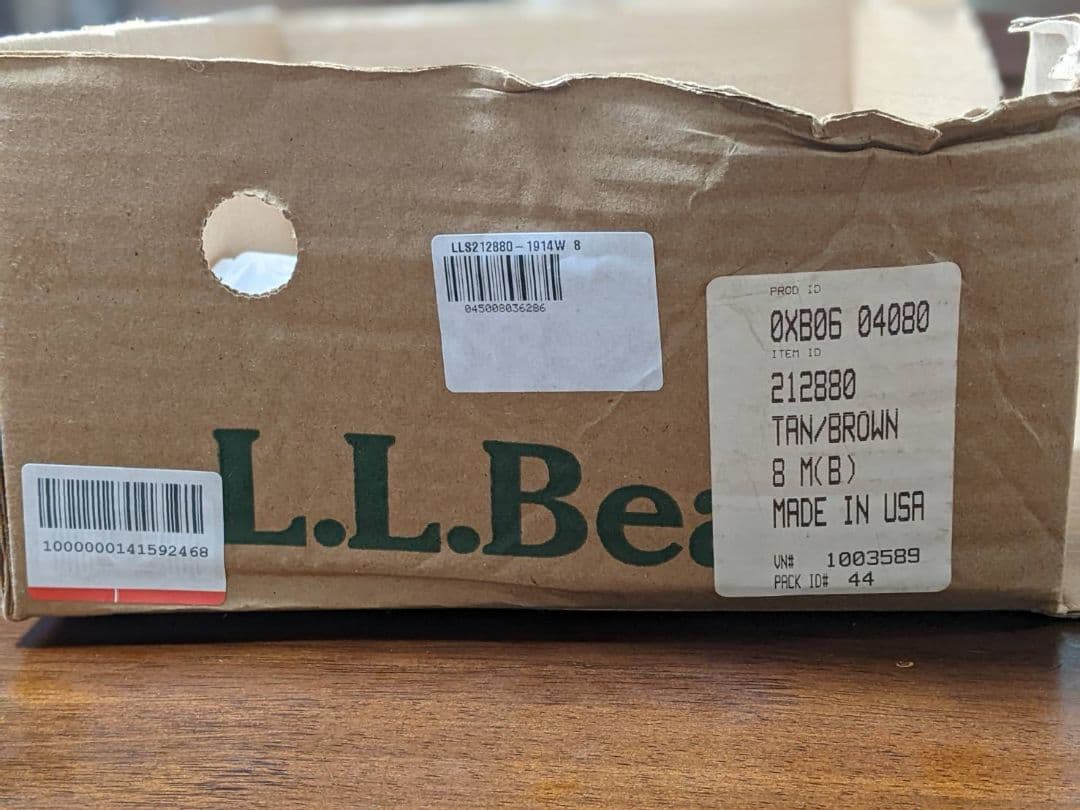 LLS212880-1914W 8
045008036286
L.L.Bea
1000000141592468
PROD ID
0XB06 04080
ITEM ID
212880
TAN/BROWN
8 M(B)
MADE IN USA
VN# 1003589
PACK ID# 44